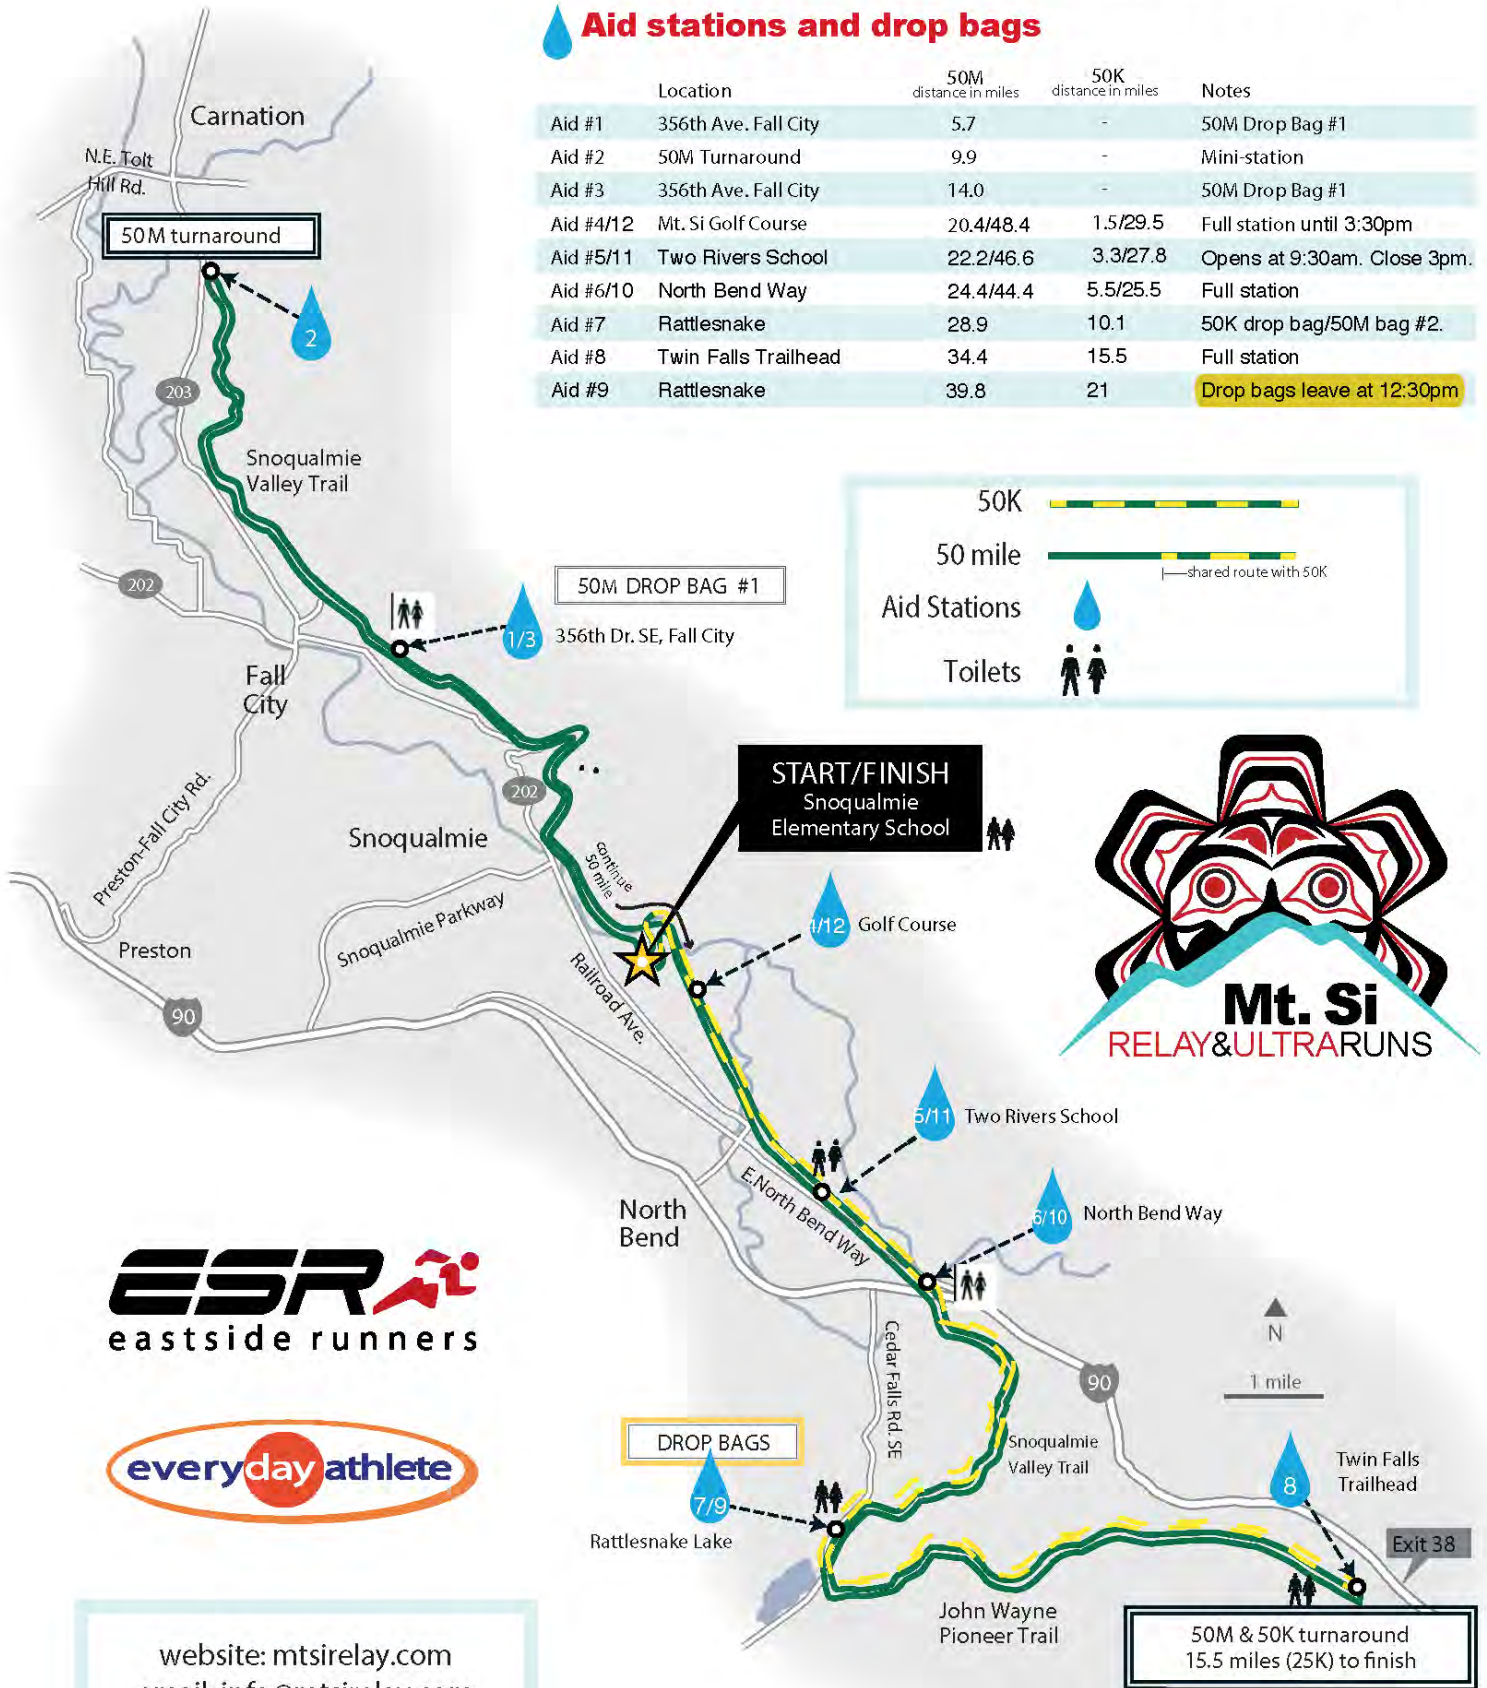 Aid stations and drop bags
Location 50M distance in miles 50K distance in miles Notes
Aid #1 356th Ave. Fall City 5.7 - 50M Drop Bag #1
Aid #2 50M Turnaround 9.9 - Mini-station
Aid #3 356th Ave. Fall City 14.0 - 50M Drop Bag #1
Aid #4/12 Mt. Si Golf Course 20.4/48.4 1.5/29.5 Full station until 3:30pm
Aid #5/11 Two Rivers School 22.2/46.6 3.3/27.8 Opens at 9:30am. Close 3pm.
Aid #6/10 North Bend Way 24.4/44.4 5.5/25.5 Full station
Aid #7 Rattlesnake 28.9 10.1 50K drop bag/50M bag #2.
Aid #8 Twin Falls Trailhead 34.4 15.5 Full station
Aid #9 Rattlesnake 39.8 21 Drop bags leave at 12:30pm
Carnation
N.E. Tolt
Hill Rd.
50M turnaround
2
203
Snoqualmie
Valley Trail
50K
50 mile
shared route with 50K
Aid Stations
Toilets
202
50M DROP BAG #1
1/3
356th Dr. SE, Fall City
Fall
City
START/FINISH
Snoqualmie
Elementary School
202
Preston-Fall City Rd.
Snoqualmie
continue
50 mile
4/12
Golf Course
Snoqualmie Parkway
Preston
Railroad Ave.
90
Mt. Si
RELAY&ULTRARUNS
5/11
Two Rivers School
E.North Bend Way
North
Bend
6/10
North Bend Way
ESR
eastside runners
N
1 mile
Cedar Falls Rd. SE
90
everyday athlete
DROP BAGS
7/9
Rattlesnake Lake
Snoqualmie
Valley Trail
8
Twin Falls
Trailhead
Exit 38
John Wayne
Pioneer Trail
50M & 50K turnaround
15.5 miles (25K) to finish
website: mtsirelay.com
email: info@mtsirelay.com